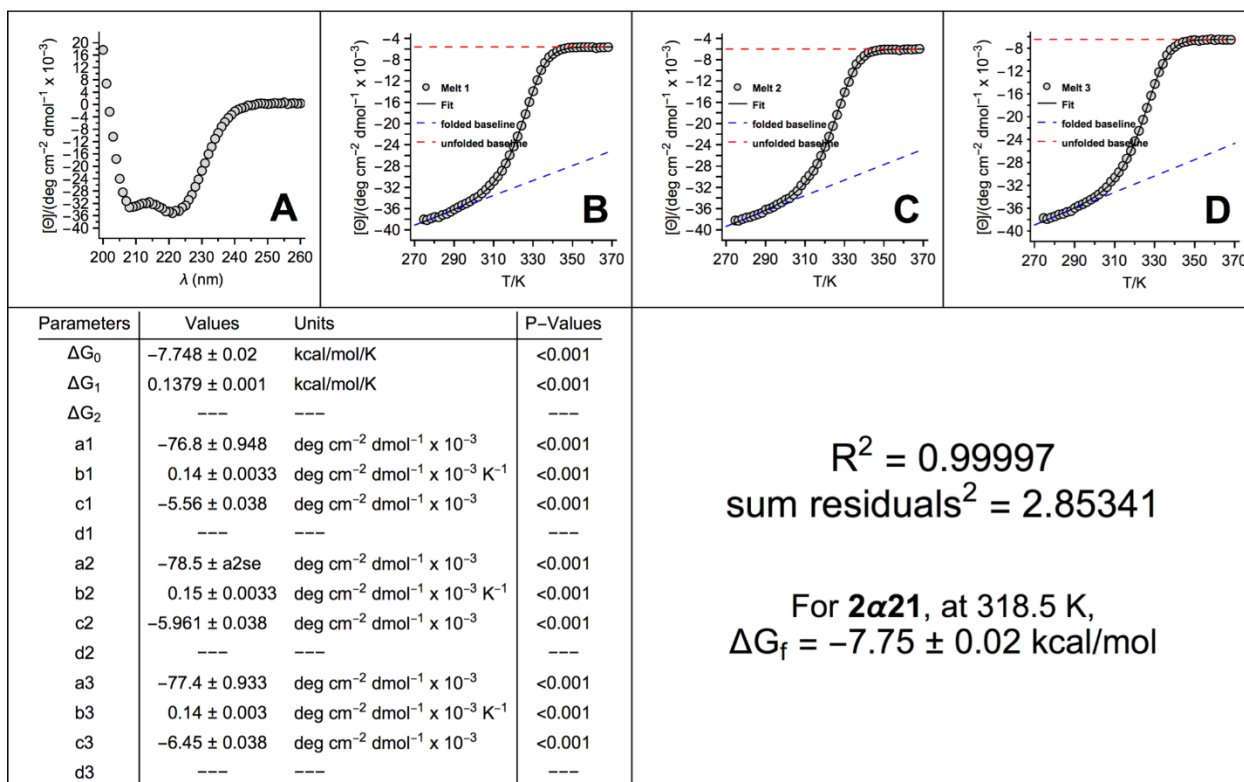 [Θ]/(deg cm⁻² dmol⁻¹ x 10⁻³)
20
16
12
8
4
0
−4
−8
−12
−16
−20
−24
−28
−32
−36
−40
200 210 220 230 240 250 260
λ (nm)
A
[Θ]/(deg cm⁻² dmol⁻¹ x 10⁻³)
−4
−8
−12
−16
−20
−24
−28
−32
−36
−40
Melt 1
Fit
folded baseline
unfolded baseline
270 290 310 330 350 370
T/K
B
[Θ]/(deg cm⁻² dmol⁻¹ x 10⁻³)
−4
−8
−12
−16
−20
−24
−28
−32
−36
−40
Melt 2
Fit
folded baseline
unfolded baseline
270 290 310 330 350 370
T/K
C
[Θ]/(deg cm⁻² dmol⁻¹ x 10⁻³)
−8
−12
−16
−20
−24
−28
−32
−36
−40
Melt 3
Fit
folded baseline
unfolded baseline
270 290 310 330 350 370
T/K
D
Parameters Values Units P−Values
ΔG₀ −7.748 ± 0.02 kcal/mol/K <0.001
ΔG₁ 0.1379 ± 0.001 kcal/mol/K <0.001
ΔG₂ −−− −−− −−−
a1 −76.8 ± 0.948 deg cm⁻² dmol⁻¹ x 10⁻³ <0.001
b1 0.14 ± 0.0033 deg cm⁻² dmol⁻¹ x 10⁻³ K⁻¹ <0.001
c1 −5.56 ± 0.038 deg cm⁻² dmol⁻¹ x 10⁻³ <0.001
d1 −−− −−− −−−
a2 −78.5 ± a2se deg cm⁻² dmol⁻¹ x 10⁻³ <0.001
b2 0.15 ± 0.0033 deg cm⁻² dmol⁻¹ x 10⁻³ K⁻¹ <0.001
c2 −5.961 ± 0.038 deg cm⁻² dmol⁻¹ x 10⁻³ <0.001
d2 −−− −−− −−−
a3 −77.4 ± 0.933 deg cm⁻² dmol⁻¹ x 10⁻³ <0.001
b3 0.14 ± 0.003 deg cm⁻² dmol⁻¹ x 10⁻³ K⁻¹ <0.001
c3 −6.45 ± 0.038 deg cm⁻² dmol⁻¹ x 10⁻³ <0.001
d3 −−− −−− −−−
R² = 0.99997
sum residuals² = 2.85341
For 2α21, at 318.5 K,
ΔG_f = −7.75 ± 0.02 kcal/mol